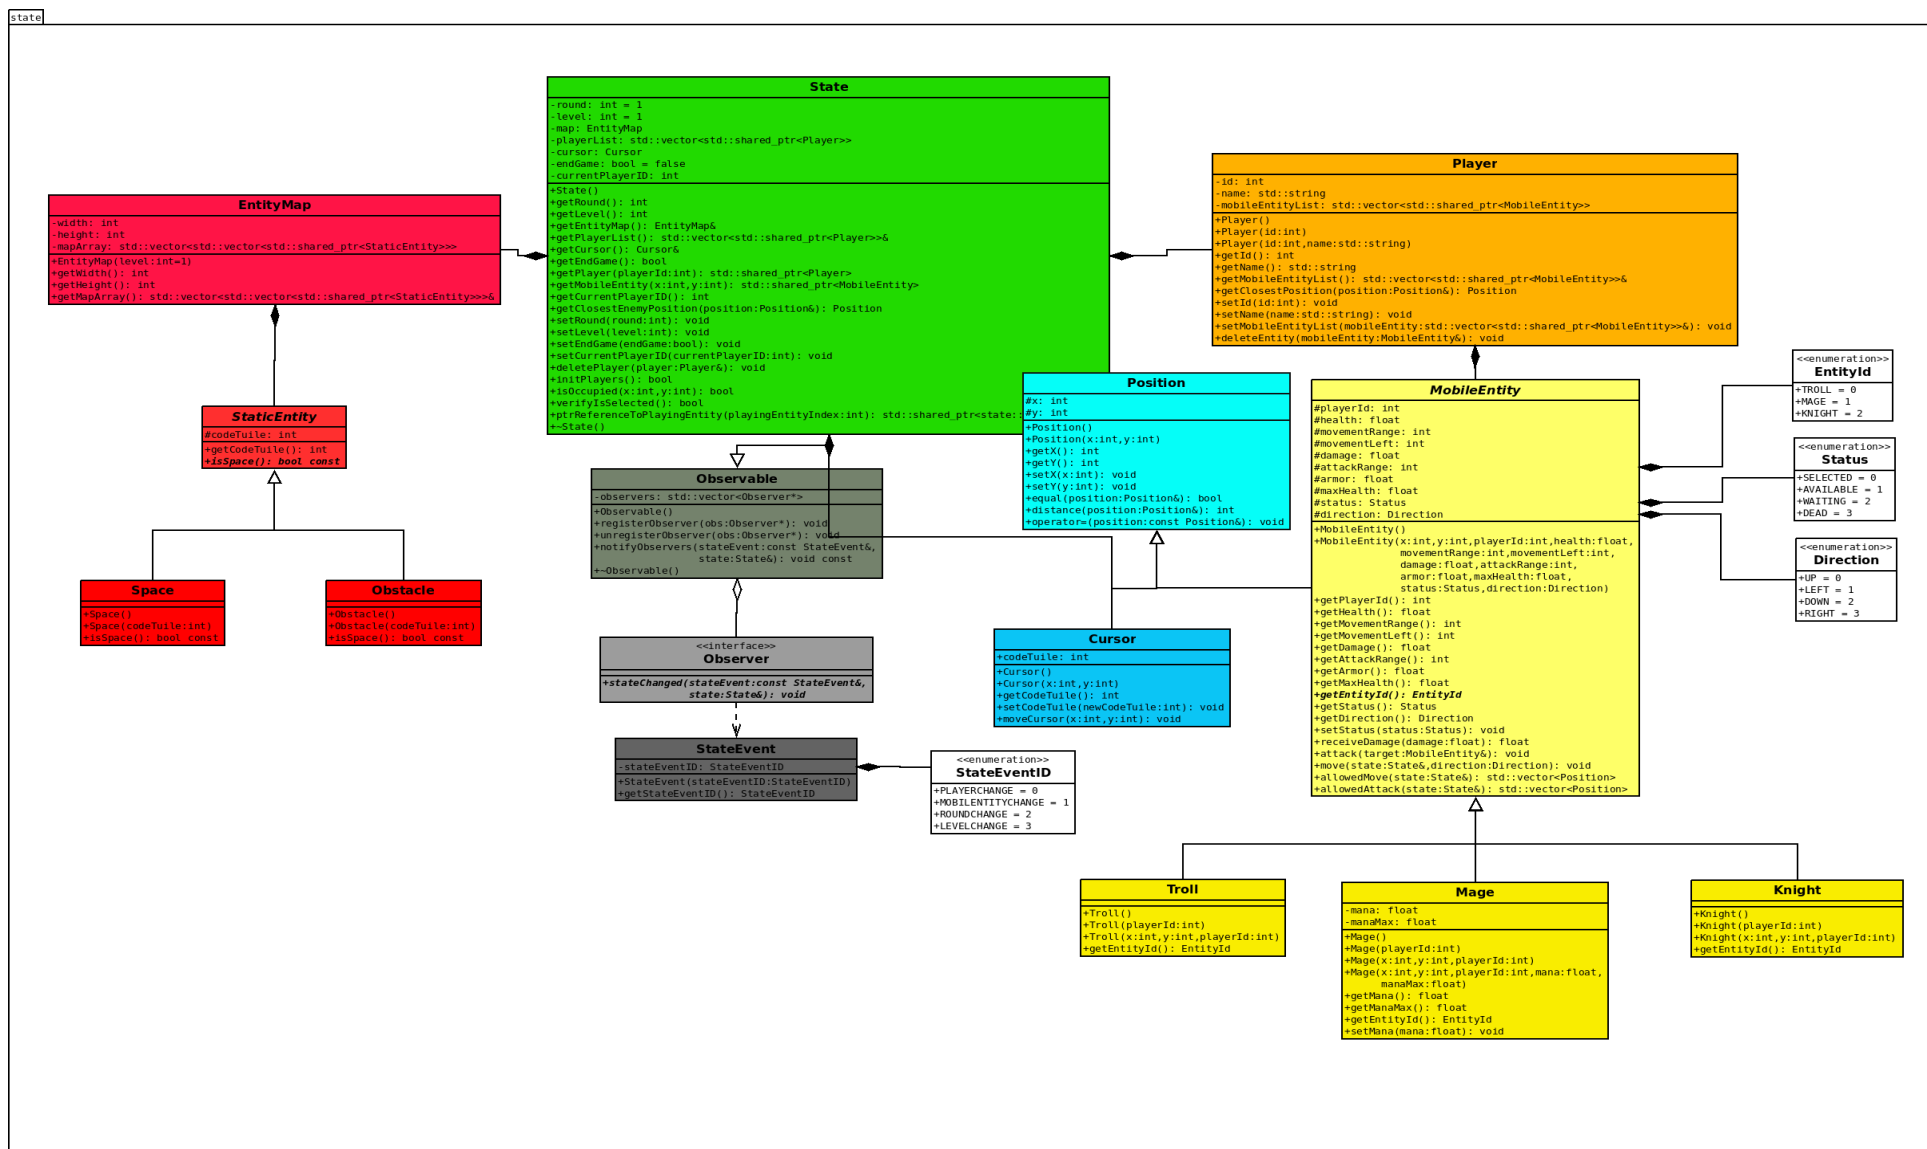 state
State
-round: int = 1
-level: int = 1
-map: EntityMap
-playerList: std::vector<std::shared_ptr<Player>>
-cursor: Cursor
-endGame: bool = false
-currentPlayerID: int
+State()
+getRound(): int
+getLevel(): int
+getEntityMap(): EntityMap&
+getPlayerList(): std::vector<std::shared_ptr<Player>>&
+getCursor(): Cursor&
+getEndGame(): bool
+getPlayer(playerId:int): std::shared_ptr<Player>
+getMobileEntity(x:int,y:int): std::shared_ptr<MobileEntity>
+getCurrentPlayerID(): int
+getClosestEnemyPosition(position:Position&): Position
+setRound(round:int): void
+setLevel(level:int): void
+setEndGame(endGame:bool): void
+setCurrentPlayerID(currentPlayerID:int): void
+deletePlayer(player:Player&): void
+initPlayers(): bool
+isOccupied(x:int,y:int): bool
+verifyIsSelected(): bool
+ptrReferenceToPlayingEntity(playingEntityIndex:int): std::shared_ptr<state::
+~State()
Player
-id: int
-name: std::string
-mobileEntityList: std::vector<std::shared_ptr<MobileEntity>>
+Player()
+Player(id:int)
+Player(id:int,name:std::string)
+getId(): int
+getName(): std::string
+getMobileEntityList(): std::vector<std::shared_ptr<MobileEntity>>&
+getClosestPosition(position:Position&): Position
+setId(id:int): void
+setName(name:std::string): void
+setMobileEntityList(mobileEntity:std::vector<std::shared_ptr<MobileEntity>>&): void
+deleteEntity(mobileEntity:MobileEntity&): void
EntityMap
-width: int
-height: int
-mapArray: std::vector<std::vector<std::shared_ptr<StaticEntity>>>
+EntityMap(level:int=1)
+getWidth(): int
+getHeight(): int
+getMapArray(): std::vector<std::vector<std::shared_ptr<StaticEntity>>>&
StaticEntity
#codeTuile: int
+getCodeTuile(): int
+isSpace(): bool const
Space
+Space()
+Space(codeTuile:int)
+isSpace(): bool const
Obstacle
+Obstacle()
+Obstacle(codeTuile:int)
+isSpace(): bool const
Observable
-observers: std::vector<Observer*>
+Observable()
+registerObserver(obs:Observer*): void
+unregisterObserver(obs:Observer*): void
+notifyObservers(stateEvent:const StateEvent&,
state:State&): void const
+~Observable()
<<interface>>
Observer
+stateChanged(stateEvent:const StateEvent&,
state:State&): void
StateEvent
-stateEventID: StateEventID
+StateEvent(stateEventID:StateEventID)
+getStateEventID(): StateEventID
<<enumeration>>
StateEventID
+PLAYERCHANGE = 0
+MOBILENTITYCHANGE = 1
+ROUNDCHANGE = 2
+LEVELCHANGE = 3
Position
#x: int
#y: int
+Position()
+Position(x:int,y:int)
+getX(): int
+getY(): int
+setX(x:int): void
+setY(y:int): void
+equal(position:Position&): bool
+distance(position:Position&): int
+operator=(position:const Position&): void
Cursor
+codeTuile: int
+Cursor()
+Cursor(x:int,y:int)
+getCodeTuile(): int
+setCodeTuile(newCodeTuile:int): void
+moveCursor(x:int,y:int): void
MobileEntity
#playerId: int
#health: float
#movementRange: int
#movementLeft: int
#damage: float
#attackRange: int
#armor: float
#maxHealth: float
#status: Status
#direction: Direction
+MobileEntity()
+MobileEntity(x:int,y:int,playerId:int,health:float,
movementRange:int,movementLeft:int,
damage:float,attackRange:int,
armor:float,maxHealth:float,
status:Status,direction:Direction)
+getPlayerId(): int
+getHealth(): float
+getMovementRange(): int
+getMovementLeft(): int
+getDamage(): float
+getAttackRange(): int
+getArmor(): float
+getMaxHealth(): float
+getEntityId(): EntityId
+getStatus(): Status
+getDirection(): Direction
+setStatus(status:Status): void
+receiveDamage(damage:float): float
+attack(target:MobileEntity&): void
+move(state:State&,direction:Direction): void
+allowedMove(state:State&): std::vector<Position>
+allowedAttack(state:State&): std::vector<Position>
<<enumeration>>
EntityId
+TROLL = 0
+MAGE = 1
+KNIGHT = 2
<<enumeration>>
Status
+SELECTED = 0
+AVAILABLE = 1
+WAITING = 2
+DEAD = 3
<<enumeration>>
Direction
+UP = 0
+LEFT = 1
+DOWN = 2
+RIGHT = 3
Troll
+Troll()
+Troll(playerId:int)
+Troll(x:int,y:int,playerId:int)
+getEntityId(): EntityId
Mage
-mana: float
-manaMax: float
+Mage()
+Mage(playerId:int)
+Mage(x:int,y:int,playerId:int)
+Mage(x:int,y:int,playerId:int,mana:float,
manaMax:float)
+getMana(): float
+getManaMax(): float
+getEntityId(): EntityId
+setMana(mana:float): void
Knight
+Knight()
+Knight(playerId:int)
+Knight(x:int,y:int,playerId:int)
+getEntityId(): EntityId